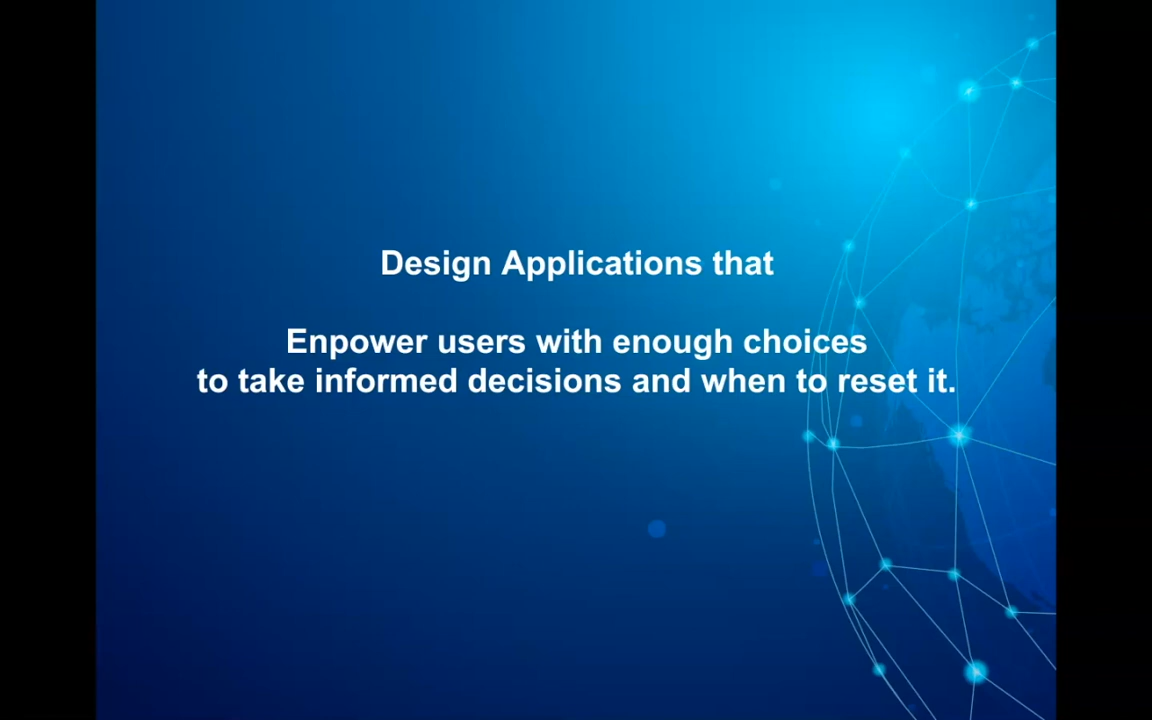 Design Applications that
Enpower users with enough choices
to take informed decisions and when to reset it.